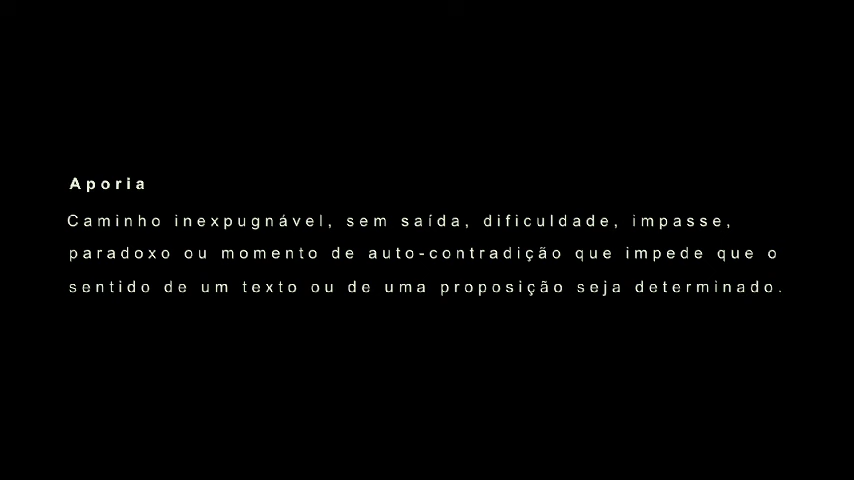 Aporia
Caminho inexpugnável, sem saída, dificuldade, impasse,
paradoxo ou momento de auto-contradição que impede que o
sentido de um texto ou de uma proposição seja determinado.